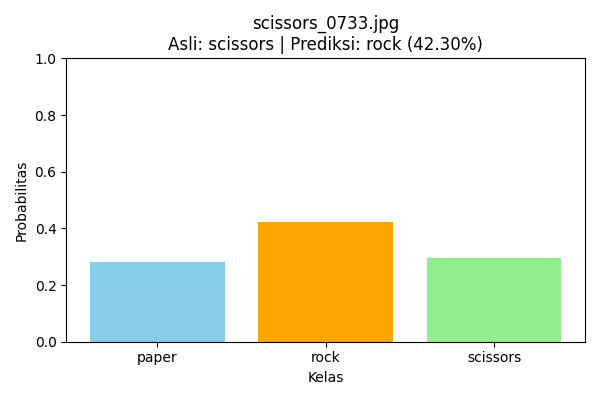 scissors_0733.jpg
Asli: scissors | Prediksi: rock (42.30%)
1.0
0.8
0.6
0.4
0.2
0.0
Probabilitas
paper rock scissors
Kelas